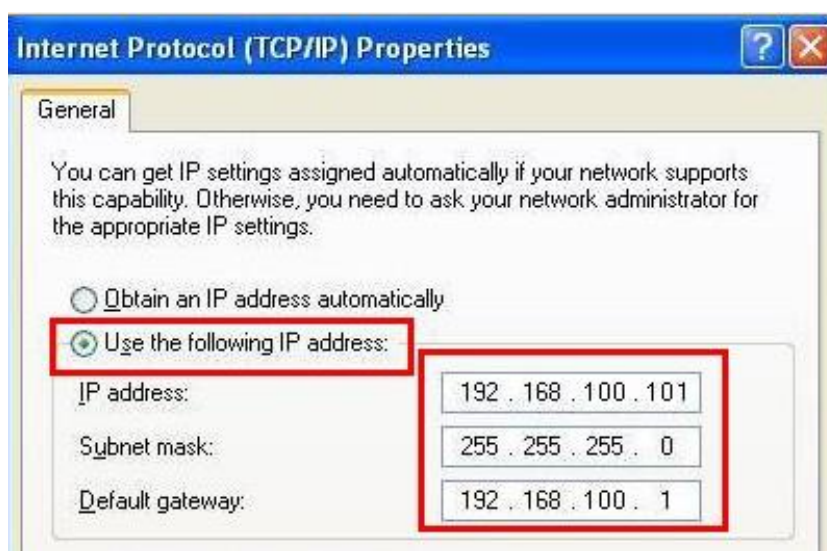 Internet Protocol (TCP/IP) Properties
General
You can get IP settings assigned automatically if your network supports
this capability. Otherwise, you need to ask your network administrator for
the appropriate IP settings.
Obtain an IP address automatically
Use the following IP address:
IP address: 192 . 168 . 100 . 101
Subnet mask: 255 . 255 . 255 . 0
Default gateway: 192 . 168 . 100 . 1